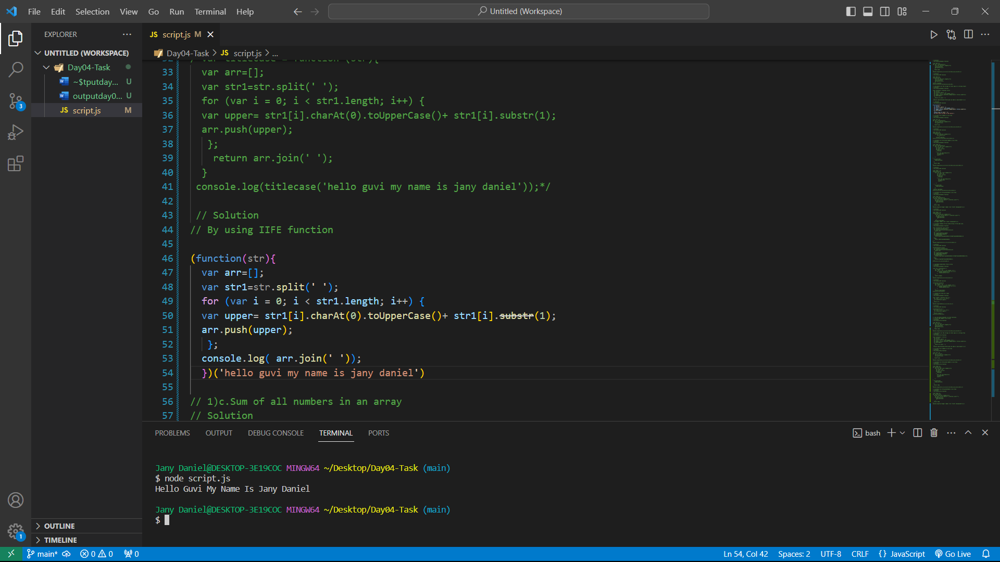 File Edit Selection View Go Run Terminal Help
Untitled (Workspace)
EXPLORER
UNTITLED (WORKSPACE)
Day04-Task
~$tputday... U
outputday0... U
JS script.js M
OUTLINE
TIMELINE
3
1
JS script.js M
Day04-Task > JS script.js > ...
32 / var titlecase = function (str){
33 var arr=[];
34 var str1=str.split(' ');
35 for (var i = 0; i < str1.length; i++) {
36 var upper= str1[i].charAt(0).toUpperCase()+ str1[i].substr(1);
37 arr.push(upper);
38 };
39 return arr.join(' ');
40 }
41 console.log(titlecase('hello guvi my name is jany daniel'));*/
42
43 // Solution
44 // By using IIFE function
45
46 (function(str){
47 var arr=[];
48 var str1=str.split(' ');
49 for (var i = 0; i < str1.length; i++) {
50 var upper= str1[i].charAt(0).toUpperCase()+ str1[i].substr(1);
51 arr.push(upper);
52 };
53 console.log( arr.join(' '));
54 })('hello guvi my name is jany daniel')
55
56 // 1)c.Sum of all numbers in an array
57 // Solution
PROBLEMS OUTPUT DEBUG CONSOLE TERMINAL PORTS
bash
Jany Daniel@DESKTOP-3E19COC MINGW64 ~/Desktop/Day04-Task (main)
$ node script.js
Hello Guvi My Name Is Jany Daniel
Jany Daniel@DESKTOP-3E19COC MINGW64 ~/Desktop/Day04-Task (main)
$
main* 0 0 0
Ln 54, Col 42 Spaces: 2 UTF-8 CRLF {} JavaScript Go Live